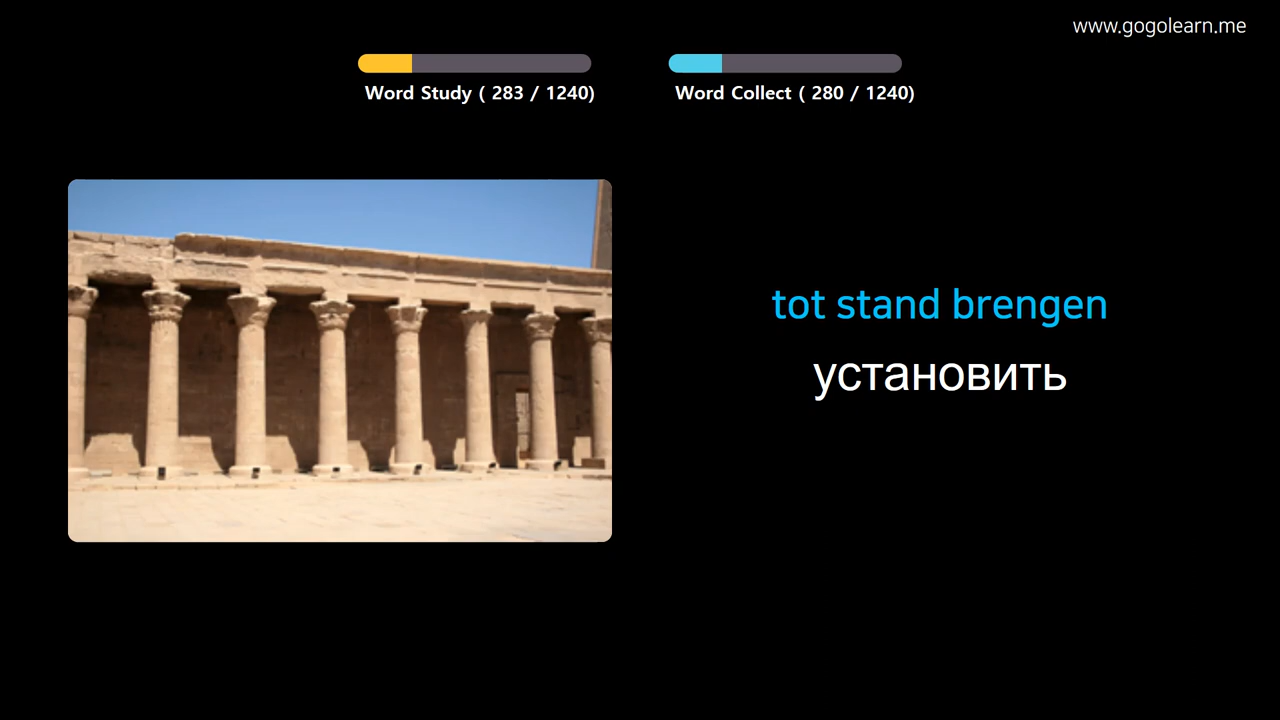 www.gogolearn.me
Word Study ( 283 / 1240)
Word Collect ( 280 / 1240)
tot stand brengen
установить